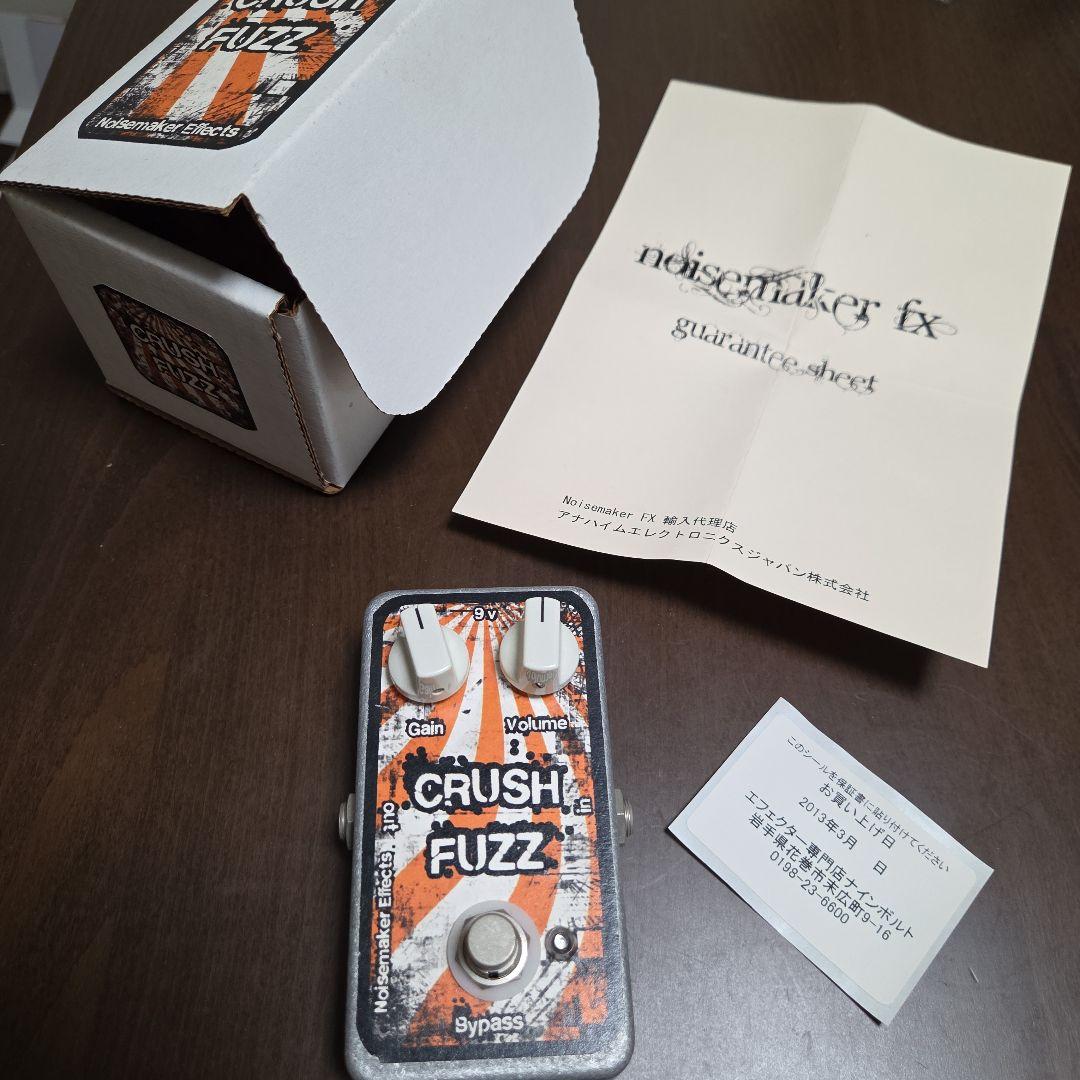 CRUSH
FUZZ
Noisemaker Effects
CRUSH
FUZZ
noisemaker fx
guarantee sheet
Noisemaker FX 輸入代理店
アナハイムエレクトロニクスジャパン株式会社
9v
Gain
Volume
CRUSH
FUZZ
out
in
Noisemaker Effects
Bypass
このシールを保証書に貼り付けてください
お買い上げ日
2013年3月 日
エフェクター専門店ナインボルト
岩手県花巻市末広町9-16
0198-23-6600